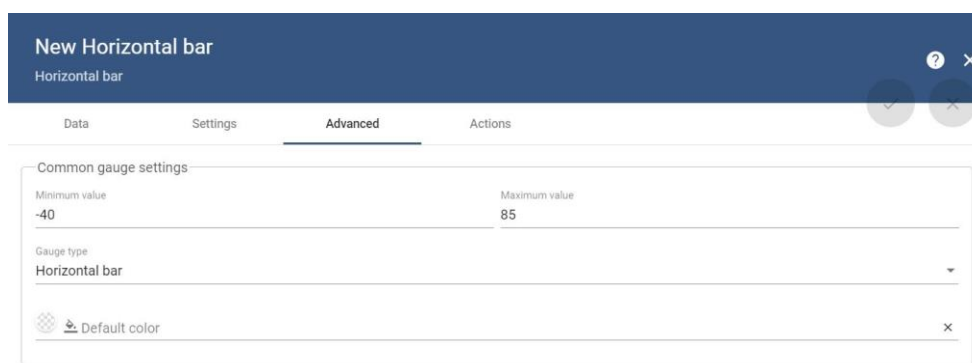 New Horizontal bar
Horizontal bar
Data Settings Advanced Actions
Common gauge settings
Minimum value Maximum value
-40 85
Gauge type
Horizontal bar
Default color